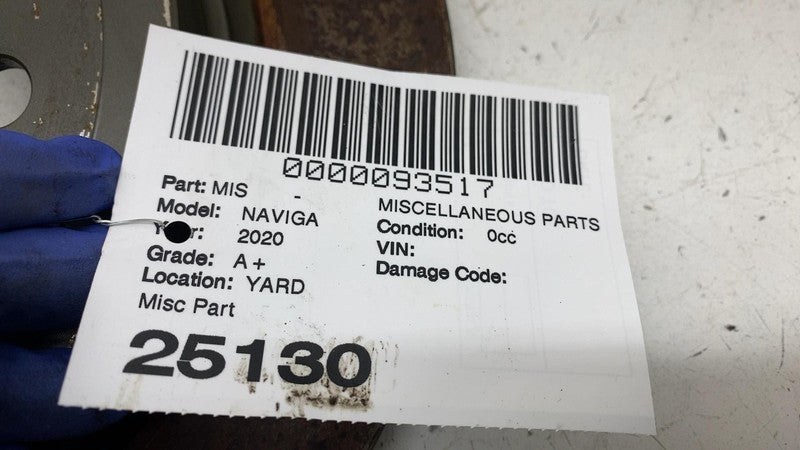 0000093517
Part: MIS - MISCELLANEOUS PARTS
Model: NAVIGA Condition: 0cc
2020 VIN:
Grade: A+ Damage Code:
Location: YARD
Misc Part
25130